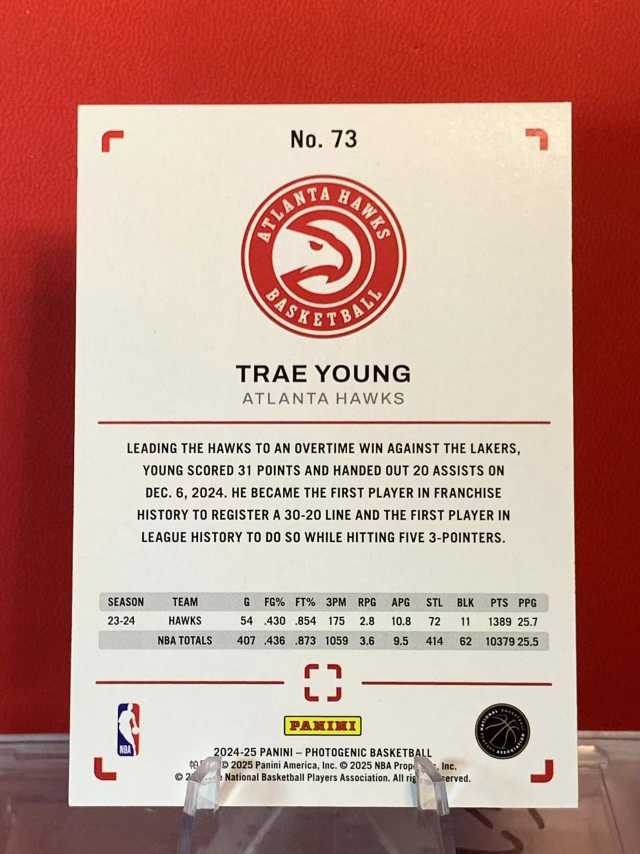 No. 73
ATLANTA HAWKS
BASKETBALL
TRAE YOUNG
ATLANTA HAWKS
LEADING THE HAWKS TO AN OVERTIME WIN AGAINST THE LAKERS,
YOUNG SCORED 31 POINTS AND HANDED OUT 20 ASSISTS ON
DEC. 6, 2024. HE BECAME THE FIRST PLAYER IN FRANCHISE
HISTORY TO REGISTER A 30-20 LINE AND THE FIRST PLAYER IN
LEAGUE HISTORY TO DO SO WHILE HITTING FIVE 3-POINTERS.
SEASON TEAM G FG% FT% 3PM RPG APG STL BLK PTS PPG
23-24 HAWKS 54 .430 .854 175 2.8 10.8 72 11 1389 25.7
NBA TOTALS 407 .436 .873 1059 3.6 9.5 414 62 10379 25.5
PANINI
NBA
NATIONAL BASKETBALL PLAYERS ASSOCIATION
2024-25 PANINI – PHOTOGENIC BASKETBALL
© 2025 Panini America, Inc. © 2025 NBA Inc.
© National Basketball Players Association. All